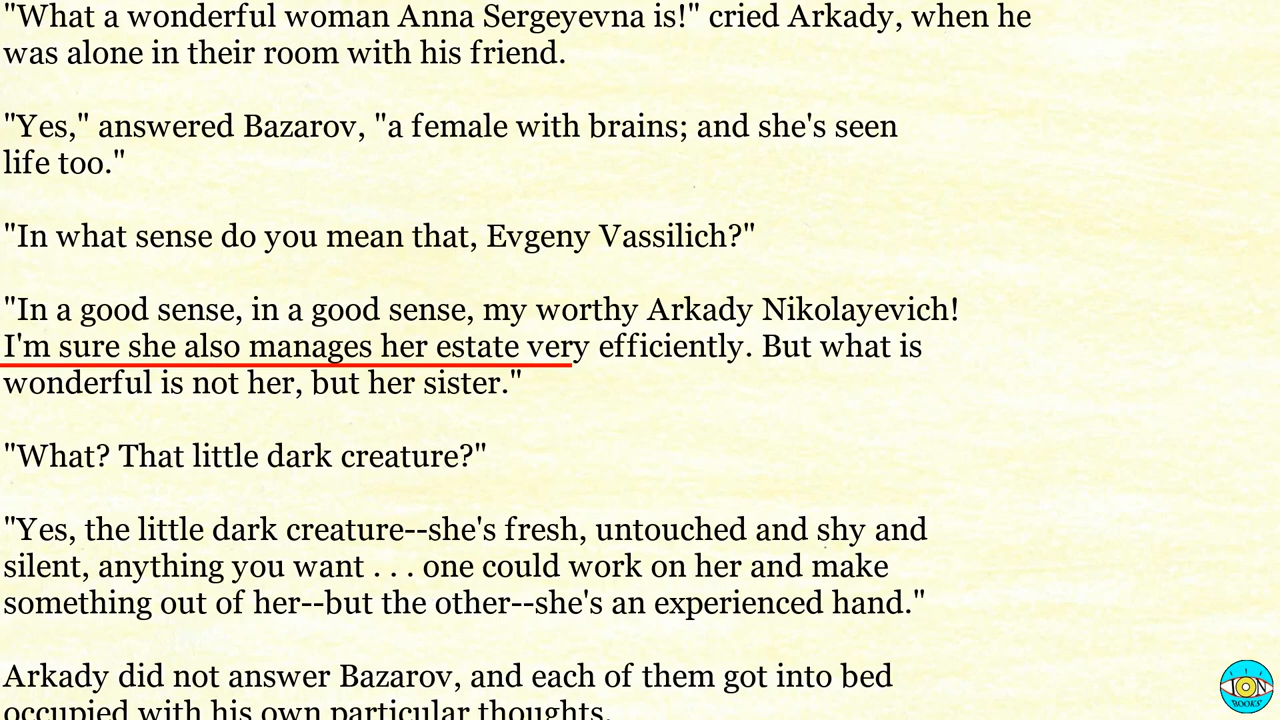 "What a wonderful woman Anna Sergeyevna is!" cried Arkady, when he
was alone in their room with his friend.
"Yes," answered Bazarov, "a female with brains; and she's seen
life too."
"In what sense do you mean that, Evgeny Vassilich?"
"In a good sense, in a good sense, my worthy Arkady Nikolayevich!
I'm sure she also manages her estate very efficiently. But what is
wonderful is not her, but her sister."
"What? That little dark creature?"
"Yes, the little dark creature--she's fresh, untouched and shy and
silent, anything you want . . . one could work on her and make
something out of her--but the other--she's an experienced hand."
Arkady did not answer Bazarov, and each of them got into bed
occupied with his own particular thoughts.
ION
BOOKS